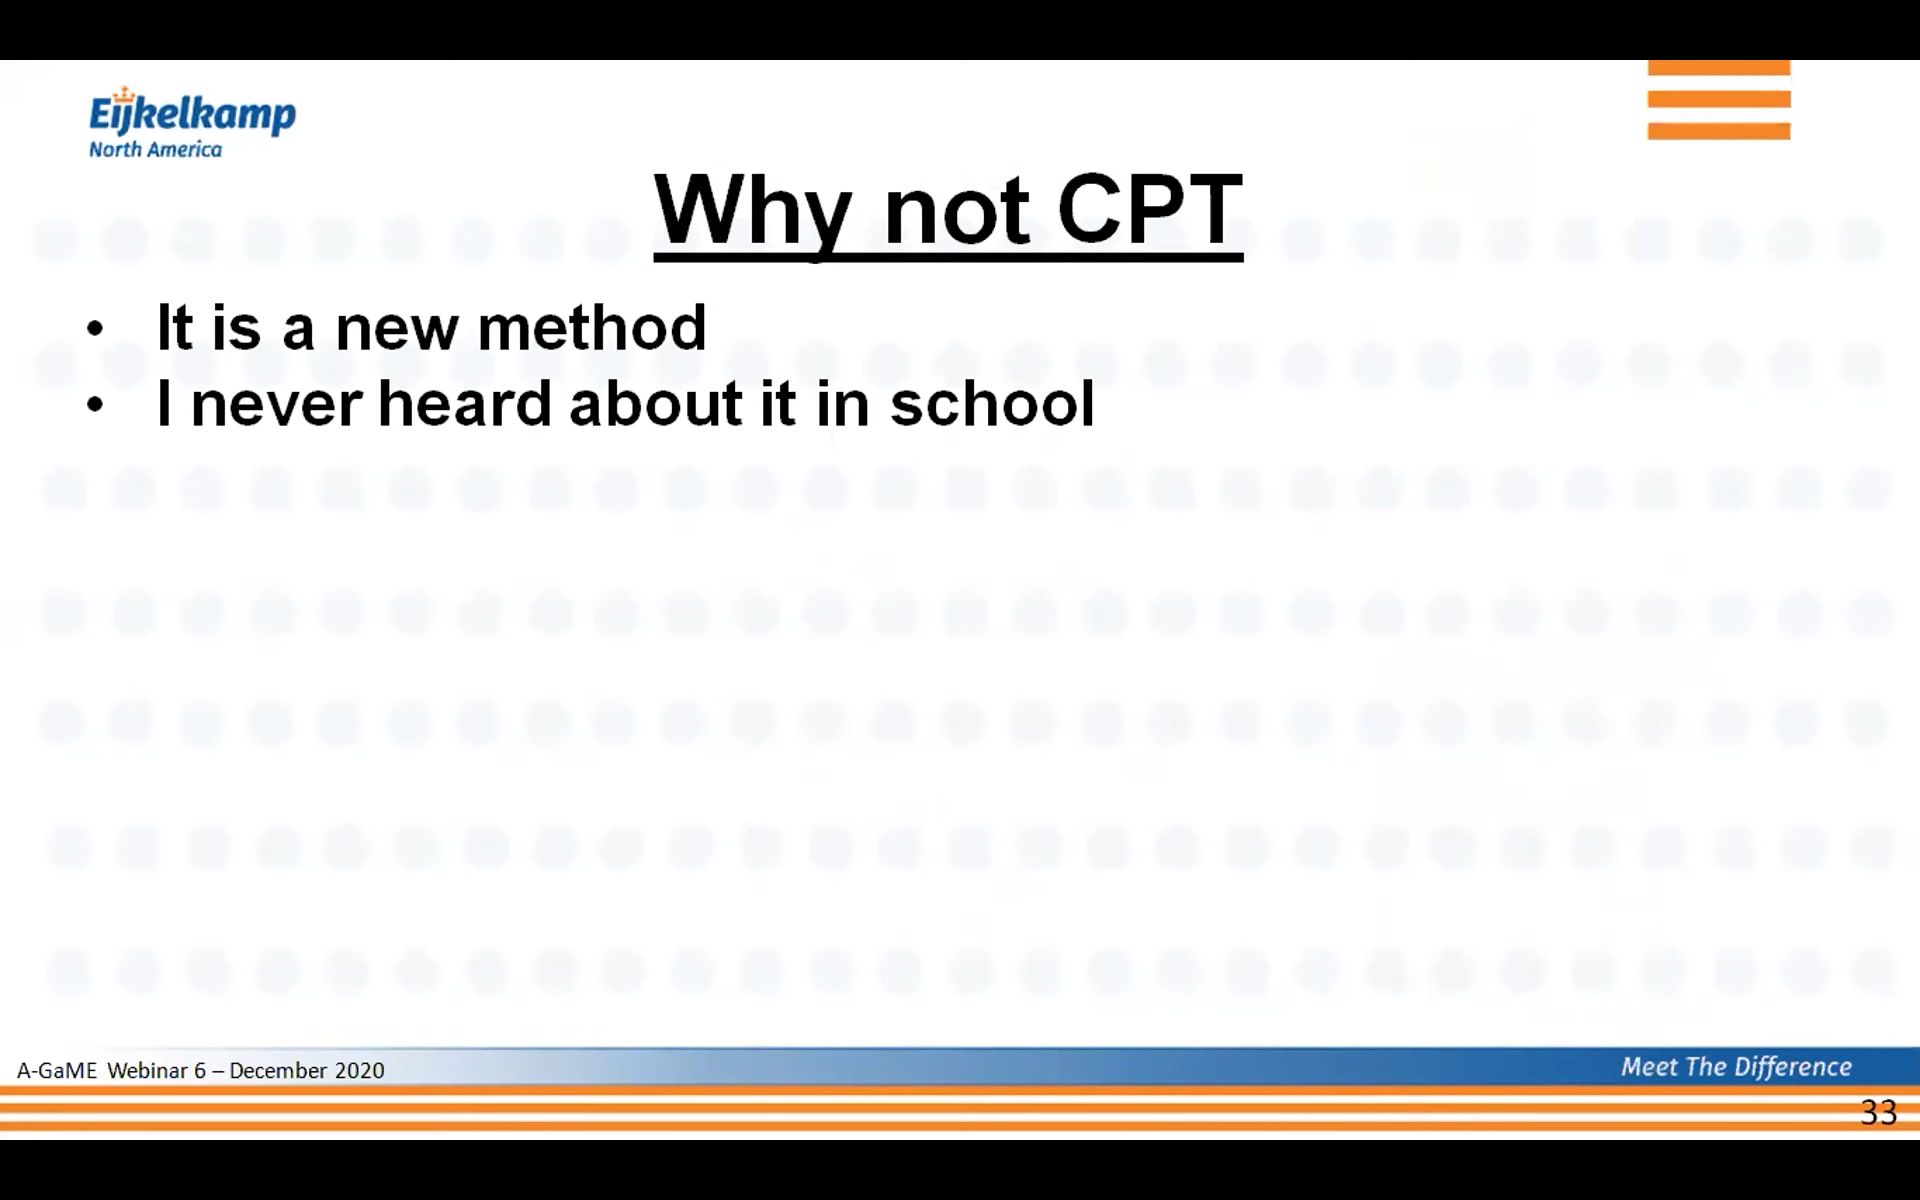 Eijkelkamp
North America
Why not CPT
• It is a new method
• I never heard about it in school
A-GaME Webinar 6 – December 2020
Meet The Difference
33